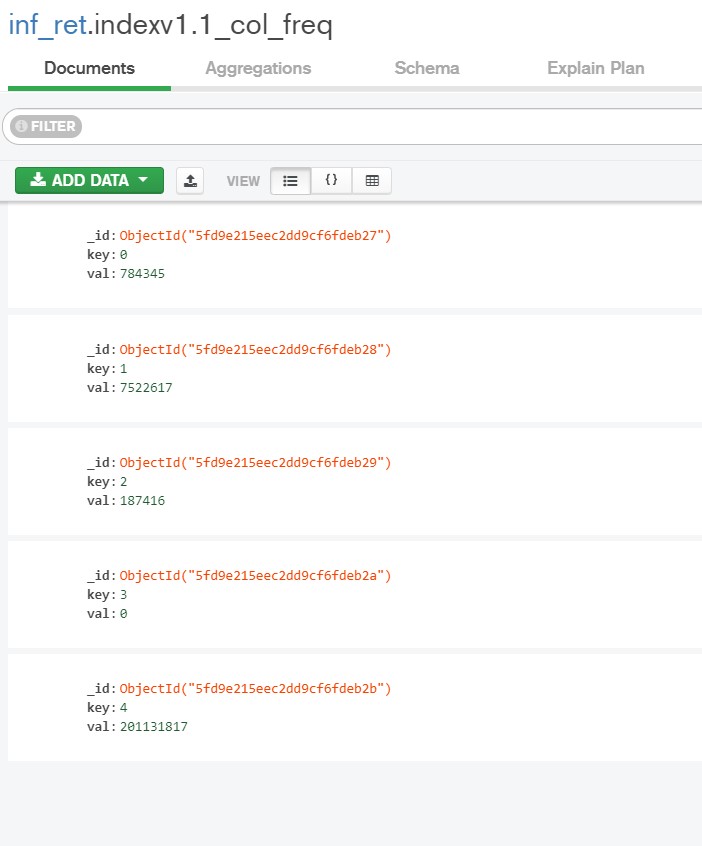 inf_ret.indexv1.1_col_freq
Documents Aggregations Schema Explain Plan
FILTER
ADD DATA VIEW {}
_id: ObjectId("5fd9e215eec2dd9cf6fdeb27")
key: 0
val: 784345
_id: ObjectId("5fd9e215eec2dd9cf6fdeb28")
key: 1
val: 7522617
_id: ObjectId("5fd9e215eec2dd9cf6fdeb29")
key: 2
val: 187416
_id: ObjectId("5fd9e215eec2dd9cf6fdeb2a")
key: 3
val: 0
_id: ObjectId("5fd9e215eec2dd9cf6fdeb2b")
key: 4
val: 201131817